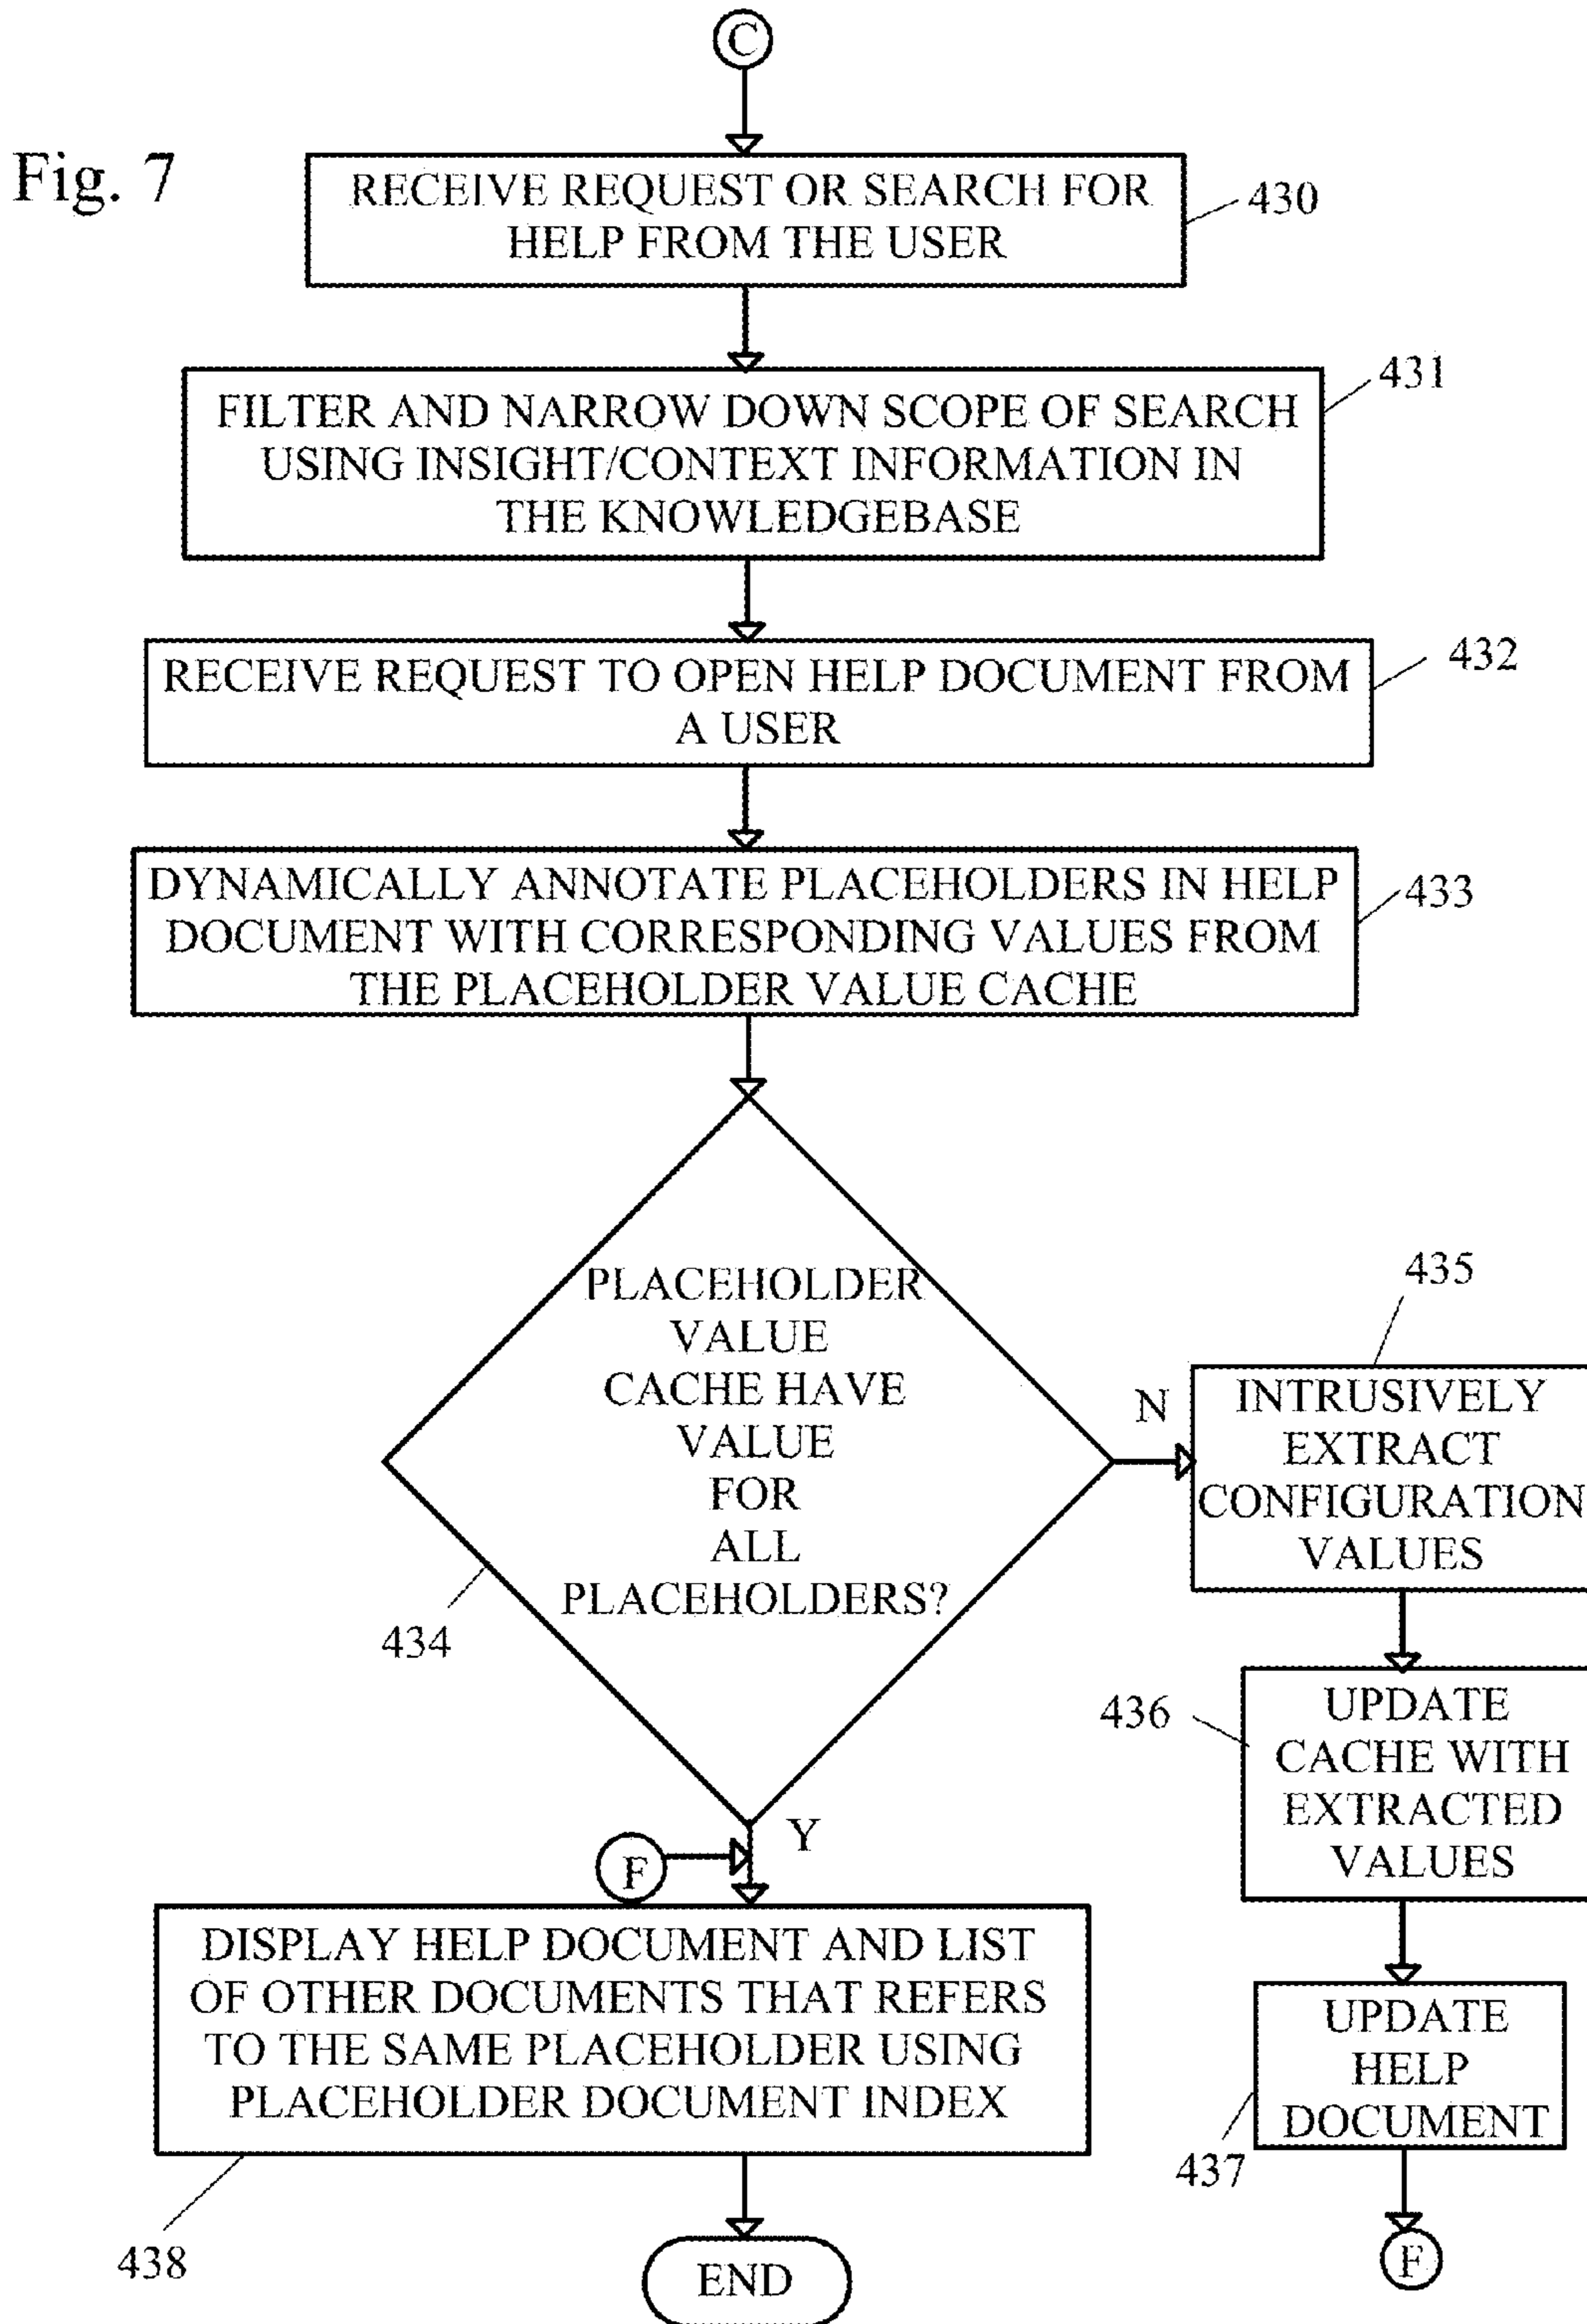 C
Fig. 7
RECEIVE REQUEST OR SEARCH FOR
HELP FROM THE USER
430
FILTER AND NARROW DOWN SCOPE OF SEARCH
USING INSIGHT/CONTEXT INFORMATION IN
THE KNOWLEDGEBASE
431
RECEIVE REQUEST TO OPEN HELP DOCUMENT FROM
A USER
432
DYNAMICALLY ANNOTATE PLACEHOLDERS IN HELP
DOCUMENT WITH CORRESPONDING VALUES FROM
THE PLACEHOLDER VALUE CACHE
433
PLACEHOLDER
VALUE
CACHE HAVE
VALUE
FOR
ALL
PLACEHOLDERS?
434
N
435
INTRUSIVELY
EXTRACT
CONFIGURATION
VALUES
436
UPDATE
CACHE WITH
EXTRACTED
VALUES
437
UPDATE
HELP
DOCUMENT
F
Y
F
DISPLAY HELP DOCUMENT AND LIST
OF OTHER DOCUMENTS THAT REFERS
TO THE SAME PLACEHOLDER USING
PLACEHOLDER DOCUMENT INDEX
438
END